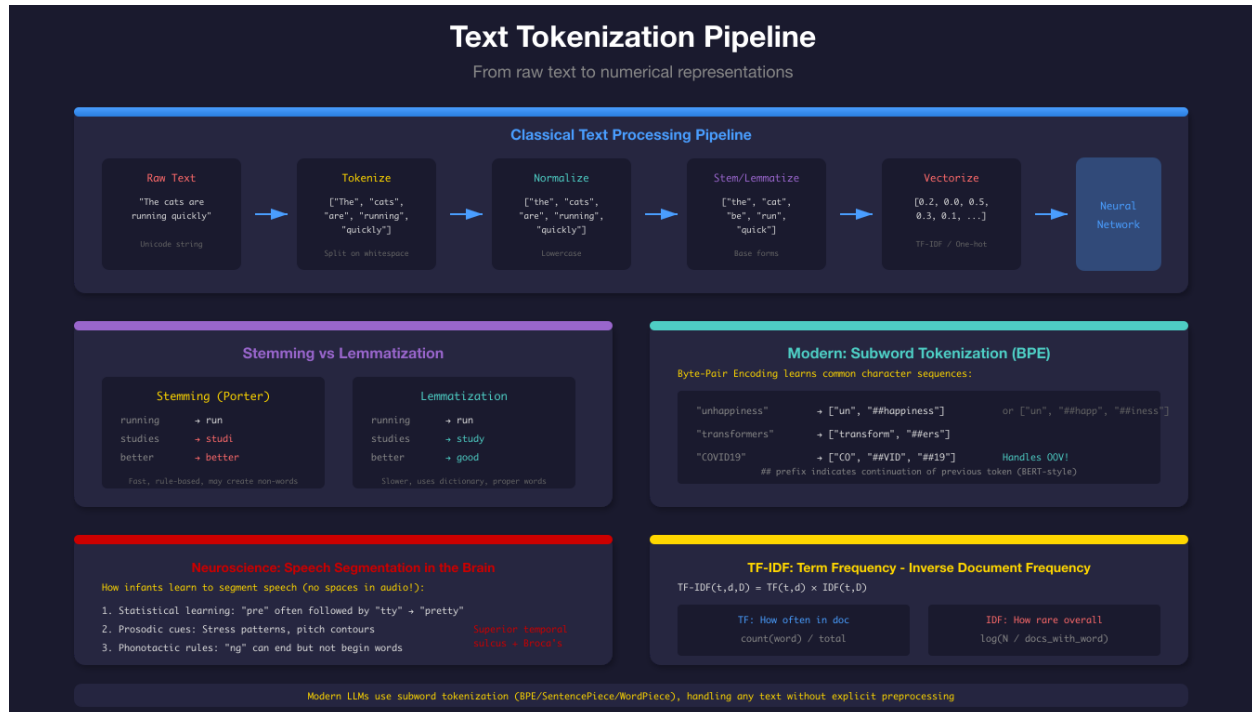 Text Tokenization Pipeline
From raw text to numerical representations
Classical Text Processing Pipeline
Raw Text
"The cats are
running quickly"
Unicode string
Tokenize
["The", "cats",
"are", "running",
"quickly"]
Split on whitespace
Normalize
["the", "cats",
"are", "running",
"quickly"]
Lowercase
Stem/Lemmatize
["the", "cat",
"be", "run",
"quick"]
Base forms
Vectorize
[0.2, 0.0, 0.5,
0.3, 0.1, ...]
TF-IDF / One-hot
Neural
Network
Stemming vs Lemmatization
Stemming (Porter)
running → run
studies → studi
better → better
Fast, rule-based, may create non-words
Lemmatization
running → run
studies → study
better → good
Slower, uses dictionary, proper words
Modern: Subword Tokenization (BPE)
Byte-Pair Encoding learns common character sequences:
"unhappiness" → ["un", "##happiness"] or ["un", "##happ", "##iness"]
"transformers" → ["transform", "##ers"]
"COVID19" → ["CO", "##VID", "##19"] Handles OOV!
## prefix indicates continuation of previous token (BERT-style)
Neuroscience: Speech Segmentation in the Brain
How infants learn to segment speech (no spaces in audio!):
1. Statistical learning: "pre" often followed by "tty" → "pretty"
2. Prosodic cues: Stress patterns, pitch contours
3. Phonotactic rules: "ng" can end but not begin words
Superior temporal
sulcus + Broca's
TF-IDF: Term Frequency - Inverse Document Frequency
TF-IDF(t,d,D) = TF(t,d) × IDF(t,D)
TF: How often in doc
count(word) / total
IDF: How rare overall
log(N / docs_with_word)
Modern LLMs use subword tokenization (BPE/SentencePiece/WordPiece), handling any text without explicit preprocessing